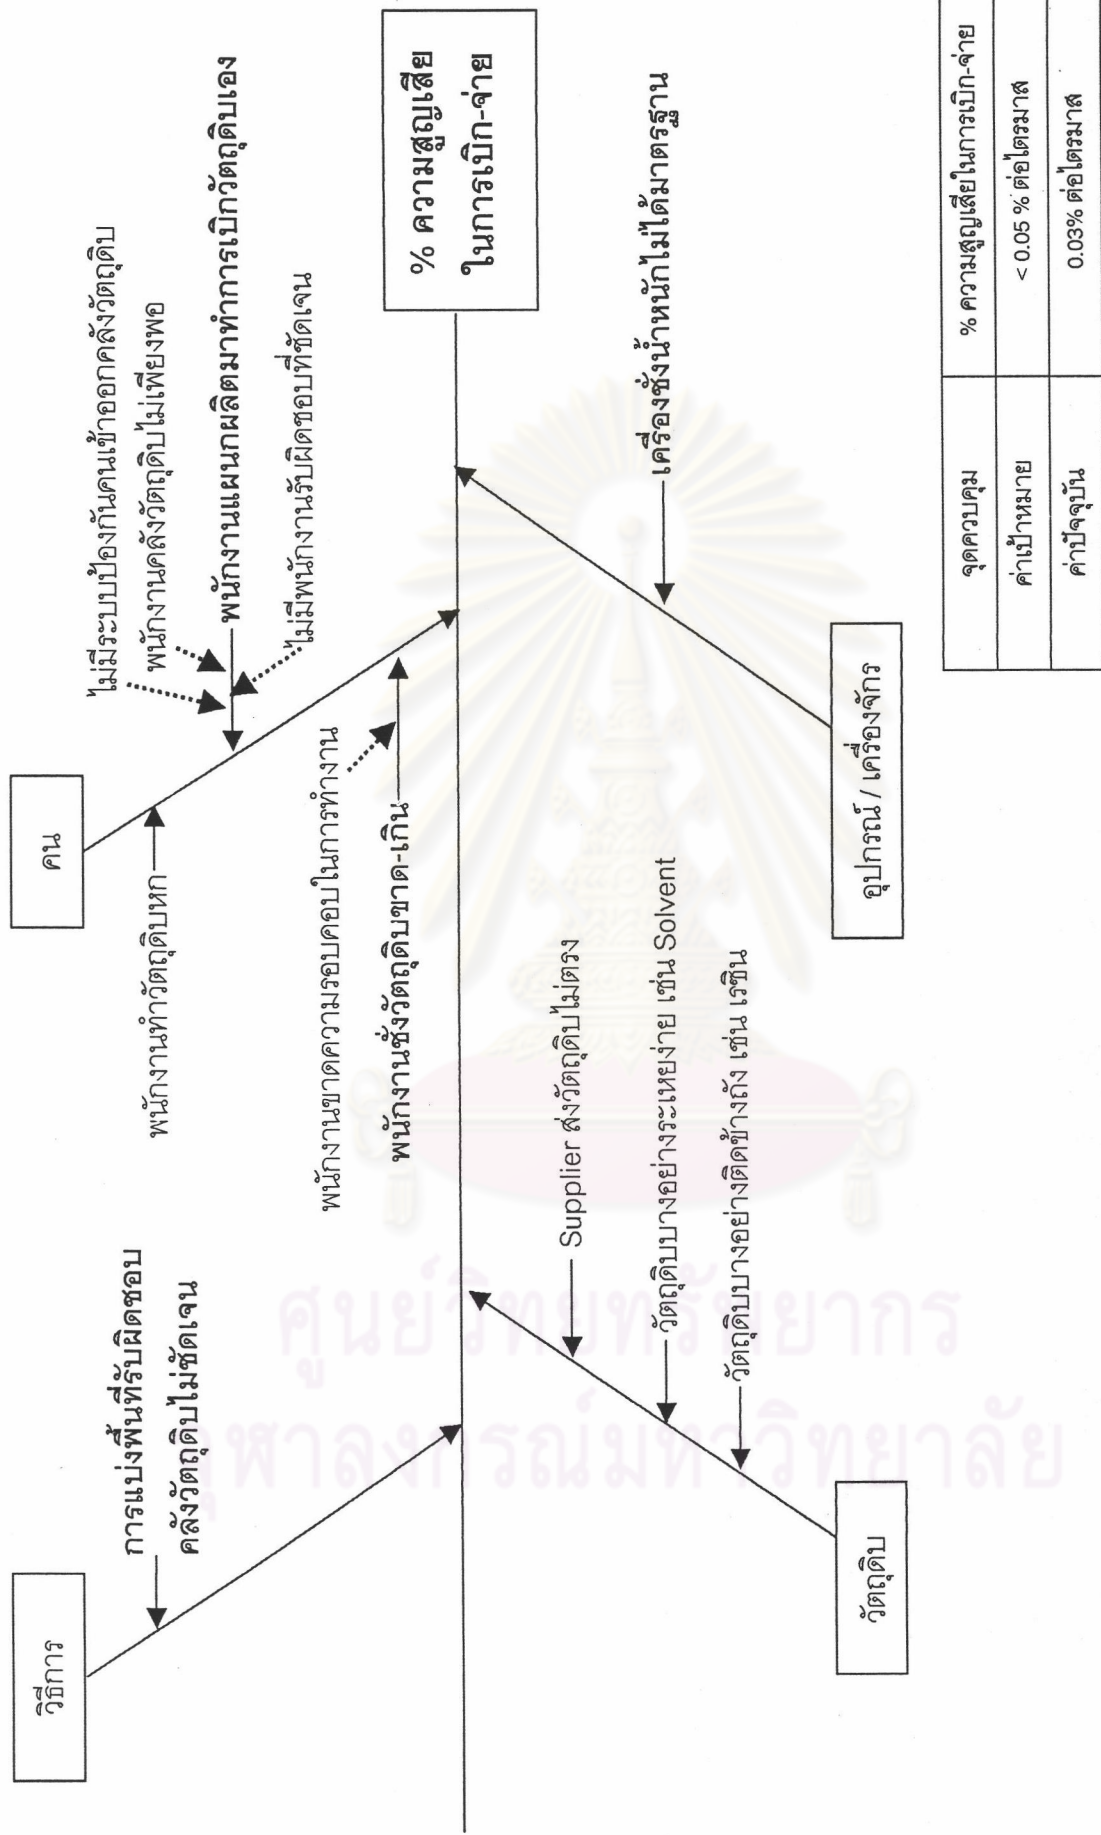 วิธีการ
การแบ่งพื้นที่รับผิดชอบ
คลังวัตถุดิบไม่ชัดเจน
คน
พนักงานทำวัตถุดิบหก
ไม่มีระบบป้องกันคนเข้าออกคลังวัตถุดิบ
พนักงานคลังวัตถุดิบไม่เพียงพอ
พนักงานแผนกผลิตมาทำการเบิกวัตถุดิบเอง
ไม่มีพนักงานรับผิดชอบที่ชัดเจน
พนักงานขาดความรอบคอบในการทำงาน
พนักงานชั่งวัตถุดิบขาด-เกิน
% ความสูญเสีย
ในการเบิก-จ่าย
Supplier ส่งวัตถุดิบไม่ตรง
วัตถุดิบบางอย่างระเหยง่าย เช่น Solvent
วัตถุดิบบางอย่างติดข้างถัง เช่น เรซิน
วัตถุดิบ
เครื่องชั่งน้ำหนักไม่ได้มาตรฐาน
อุปกรณ์ / เครื่องจักร
จุดควบคุม % ความสูญเสียในการเบิก-จ่าย
ค่าเป้าหมาย < 0.05 % ต่อไตรมาส
ค่าปัจจุบัน 0.03% ต่อไตรมาส
ศูนย์วิทยทรัพยากร
จุฬาลงกรณ์มหาวิทยาลัย